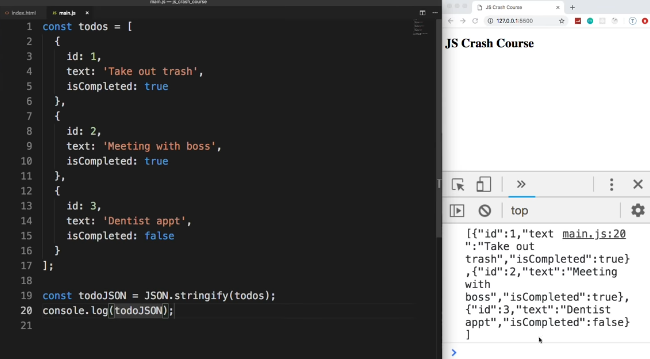 main.js — js_crash_course
index.html
main.js
JS Crash Course
127.0.0.1:5500
JS Crash Course
1 const todos = [
2 {
3 id: 1,
4 text: 'Take out trash',
5 isCompleted: true
6 },
7 {
8 id: 2,
9 text: 'Meeting with boss',
10 isCompleted: true
11 },
12 {
13 id: 3,
14 text: 'Dentist appt',
15 isCompleted: false
16 }
17 ];
18
19 const todoJSON = JSON.stringify(todos);
20 console.log(todoJSON);
21
top
[{"id":1,"text main.js:20
":"Take out
trash","isCompleted":true}
,{"id":2,"text":"Meeting
with
boss","isCompleted":true},
{"id":3,"text":"Dentist
appt","isCompleted":false}
]